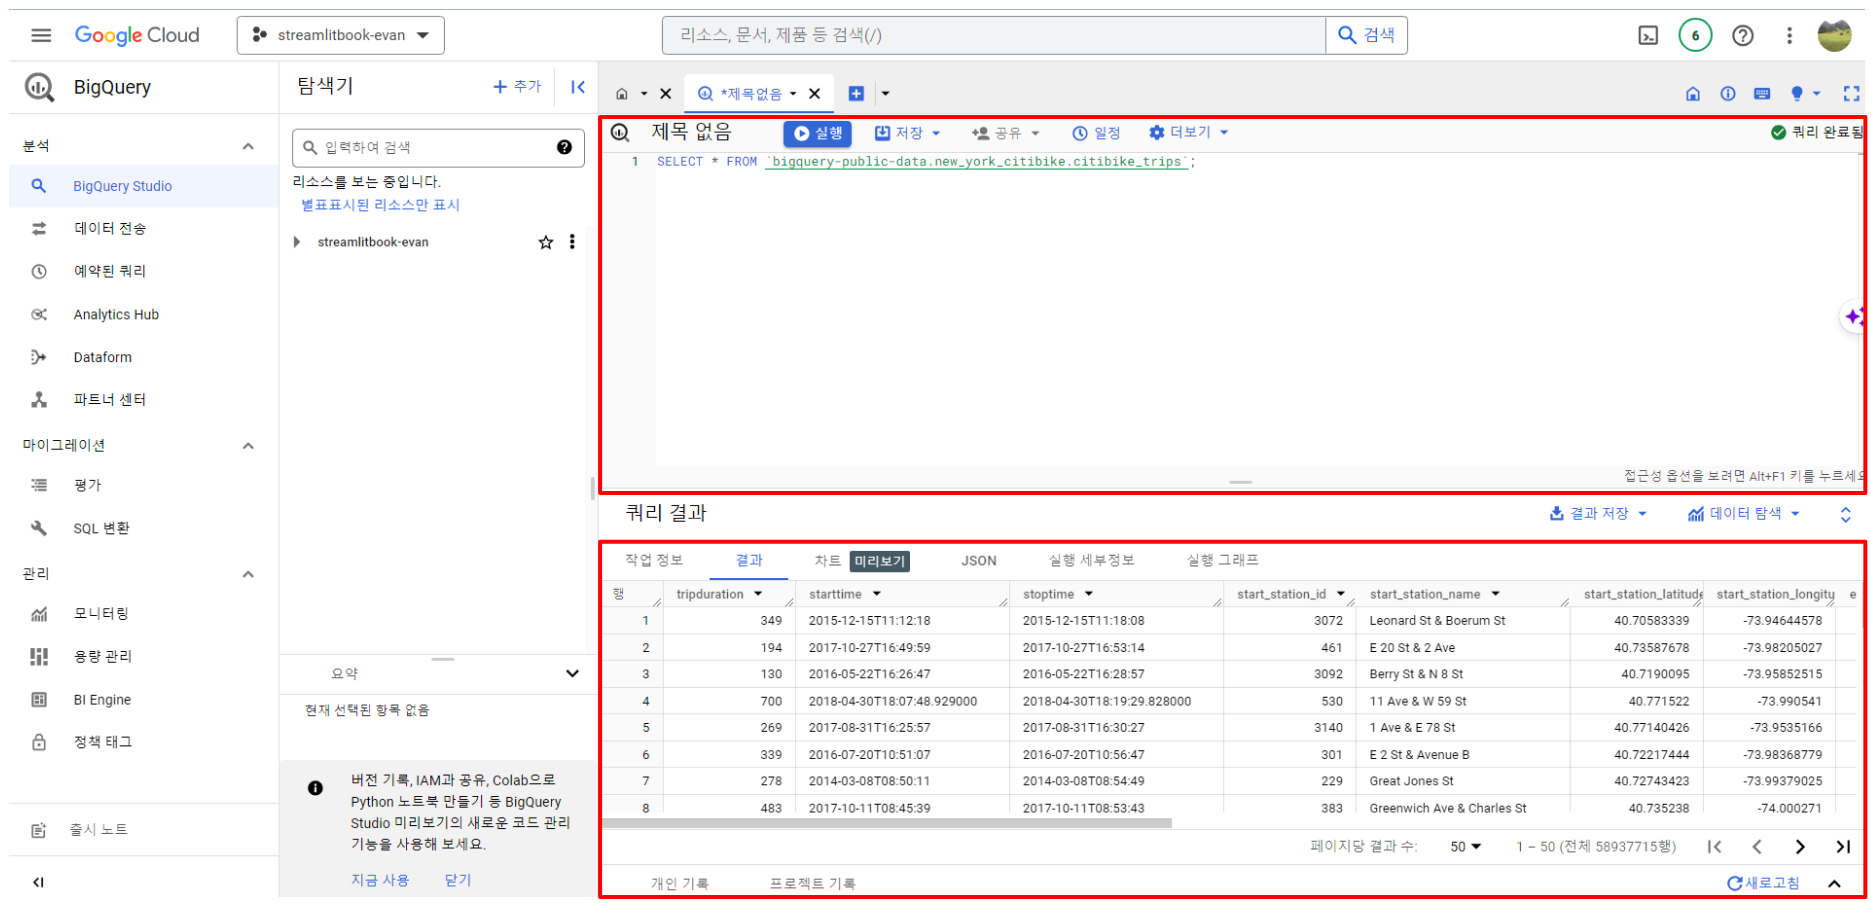 Google Cloud
streamlitbook-evan
리소스, 문서, 제품 등 검색(/)
검색
6
BigQuery
분석
BigQuery Studio
데이터 전송
예약된 쿼리
Analytics Hub
Dataform
파트너 센터
마이그레이션
평가
SQL 변환
관리
모니터링
용량 관리
BI Engine
정책 태그
출시 노트
탐색기
추가
입력하여 검색
리소스를 보는 중입니다.
별표표시된 리소스만 표시
streamlitbook-evan
요약
현재 선택된 항목 없음
버전 기록, IAM과 공유, Colab으로
Python 노트북 만들기 등 BigQuery
Studio 미리보기의 새로운 코드 관리
기능을 사용해 보세요.
지금 사용 닫기
*제목없음
제목 없음 실행 저장 공유 일정 더보기 쿼리 완료됨
1 SELECT * FROM `bigquery-public-data.new_york_citibike.citibike_trips`;
접근성 옵션을 보려면 Alt+F1 키를 누르세요
쿼리 결과 결과 저장 데이터 탐색
작업 정보 결과 차트 미리보기 JSON 실행 세부정보 실행 그래프
행 tripduration starttime stoptime start_station_id start_station_name start_station_latitude start_station_longitu e
1 349 2015-12-15T11:12:18 2015-12-15T11:18:08 3072 Leonard St & Boerum St 40.70583339 -73.94644578
2 194 2017-10-27T16:49:59 2017-10-27T16:53:14 461 E 20 St & 2 Ave 40.73587678 -73.98205027
3 130 2016-05-22T16:26:47 2016-05-22T16:28:57 3092 Berry St & N 8 St 40.7190095 -73.95852515
4 700 2018-04-30T18:07:48.929000 2018-04-30T18:19:29.828000 530 11 Ave & W 59 St 40.771522 -73.990541
5 269 2017-08-31T16:25:57 2017-08-31T16:30:27 3140 1 Ave & E 78 St 40.77140426 -73.9535166
6 339 2016-07-20T10:51:07 2016-07-20T10:56:47 301 E 2 St & Avenue B 40.72217444 -73.98368779
7 278 2014-03-08T08:50:11 2014-03-08T08:54:49 229 Great Jones St 40.72743423 -73.99379025
8 483 2017-10-11T08:45:39 2017-10-11T08:53:43 383 Greenwich Ave & Charles St 40.735238 -74.000271
페이지당 결과 수: 50 1 – 50 (전체 58937715행)
개인 기록 프로젝트 기록 새로고침